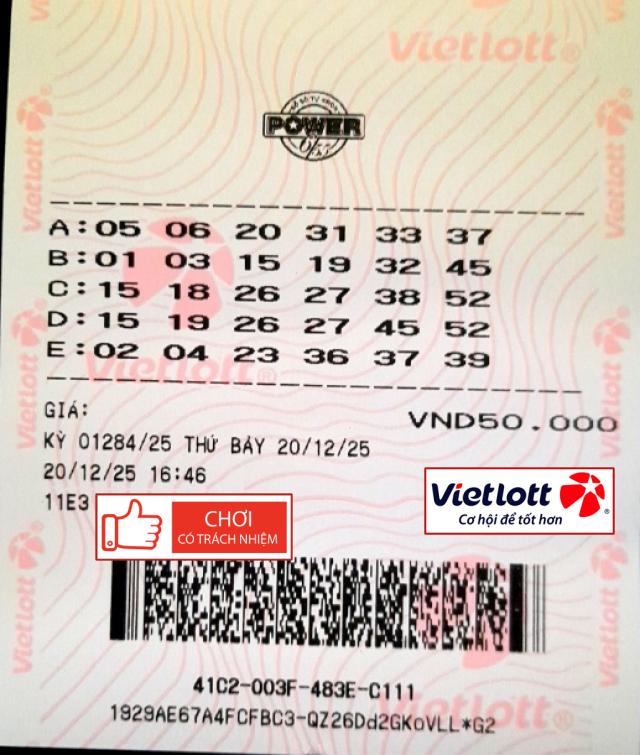 Vietlott®
POWER
6/55
A:05 06 20 31 33 37
B:01 03 15 19 32 45
C:15 18 26 27 38 52
D:15 19 26 27 45 52
E:02 04 23 36 37 39
Vietlott®
GIÁ: VND50.000
KỲ 01284/25 THỨ BẢY 20/12/25
20/12/25 16:46
11E3
CHƠI
CÓ TRÁCH NHIỆM
Vietlott®
Cơ hội để tốt hơn
41C2-003F-483E-C111
1929AE67A4FCFBC3-QZ26Dd2GKoVLL*G2
Vietlott®